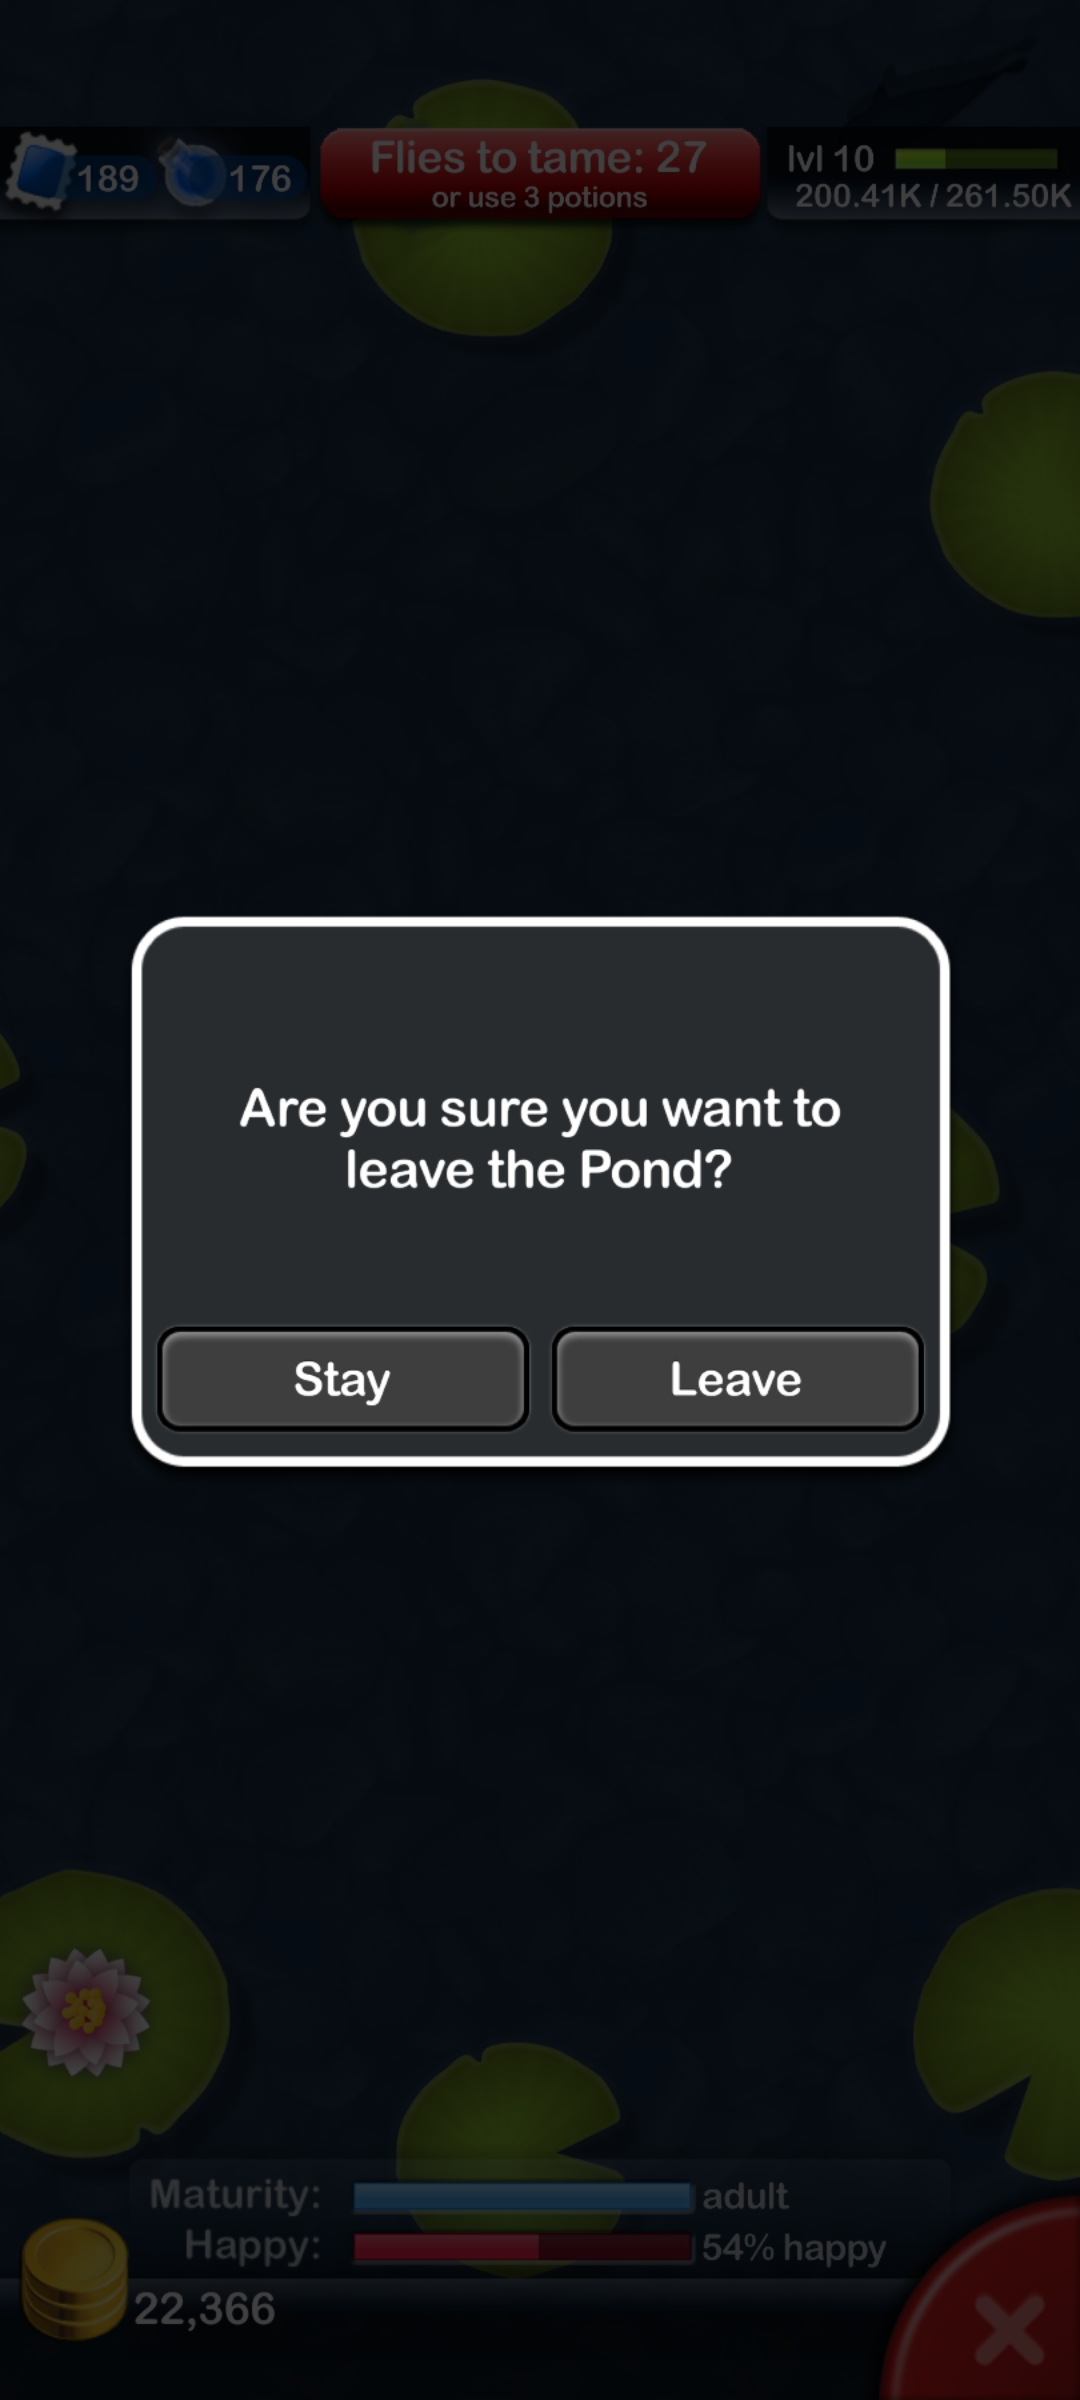 189
176
Flies to tame: 27
or use 3 potions
lvl 10
200.41K / 261.50K
Are you sure you want to
leave the Pond?
Stay
Leave
Maturity:
adult
Happy:
54% happy
22,366